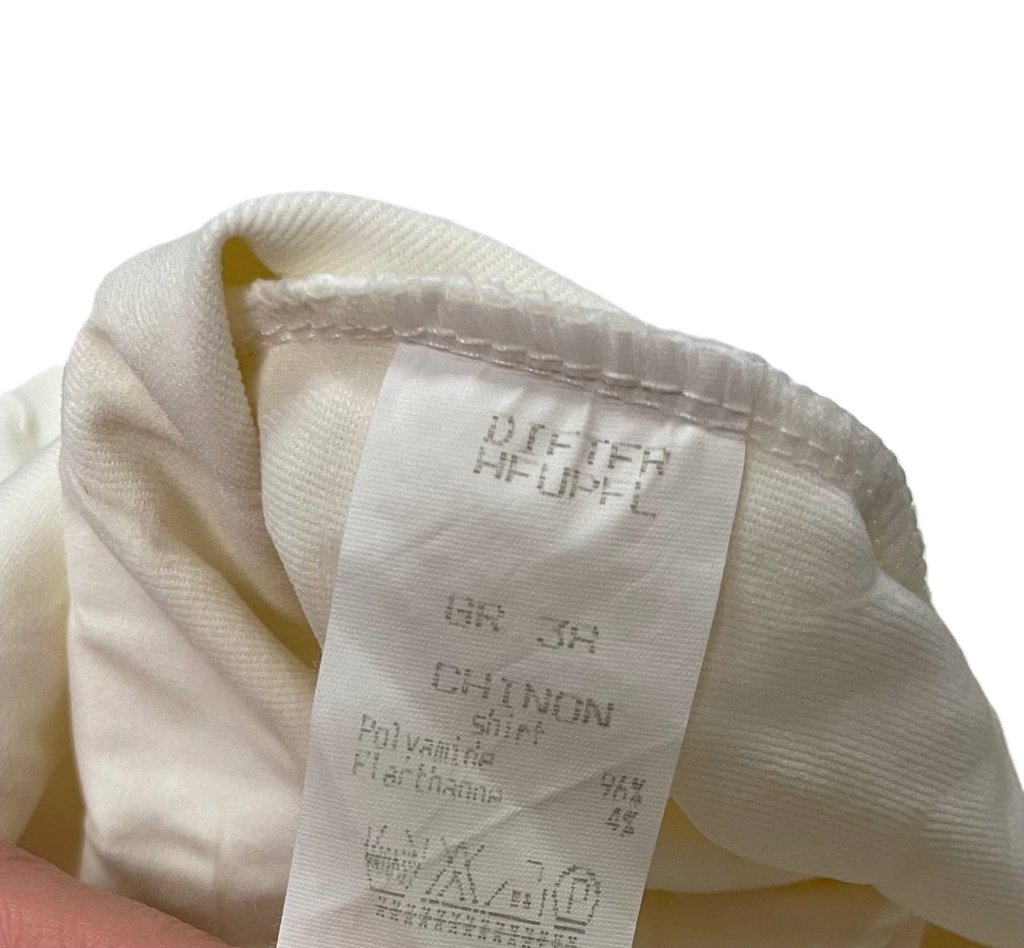 DIETER
HEUPEL
GR 38
CHINON
shirt
Polyamide 96%
Elasthanne 4%
P